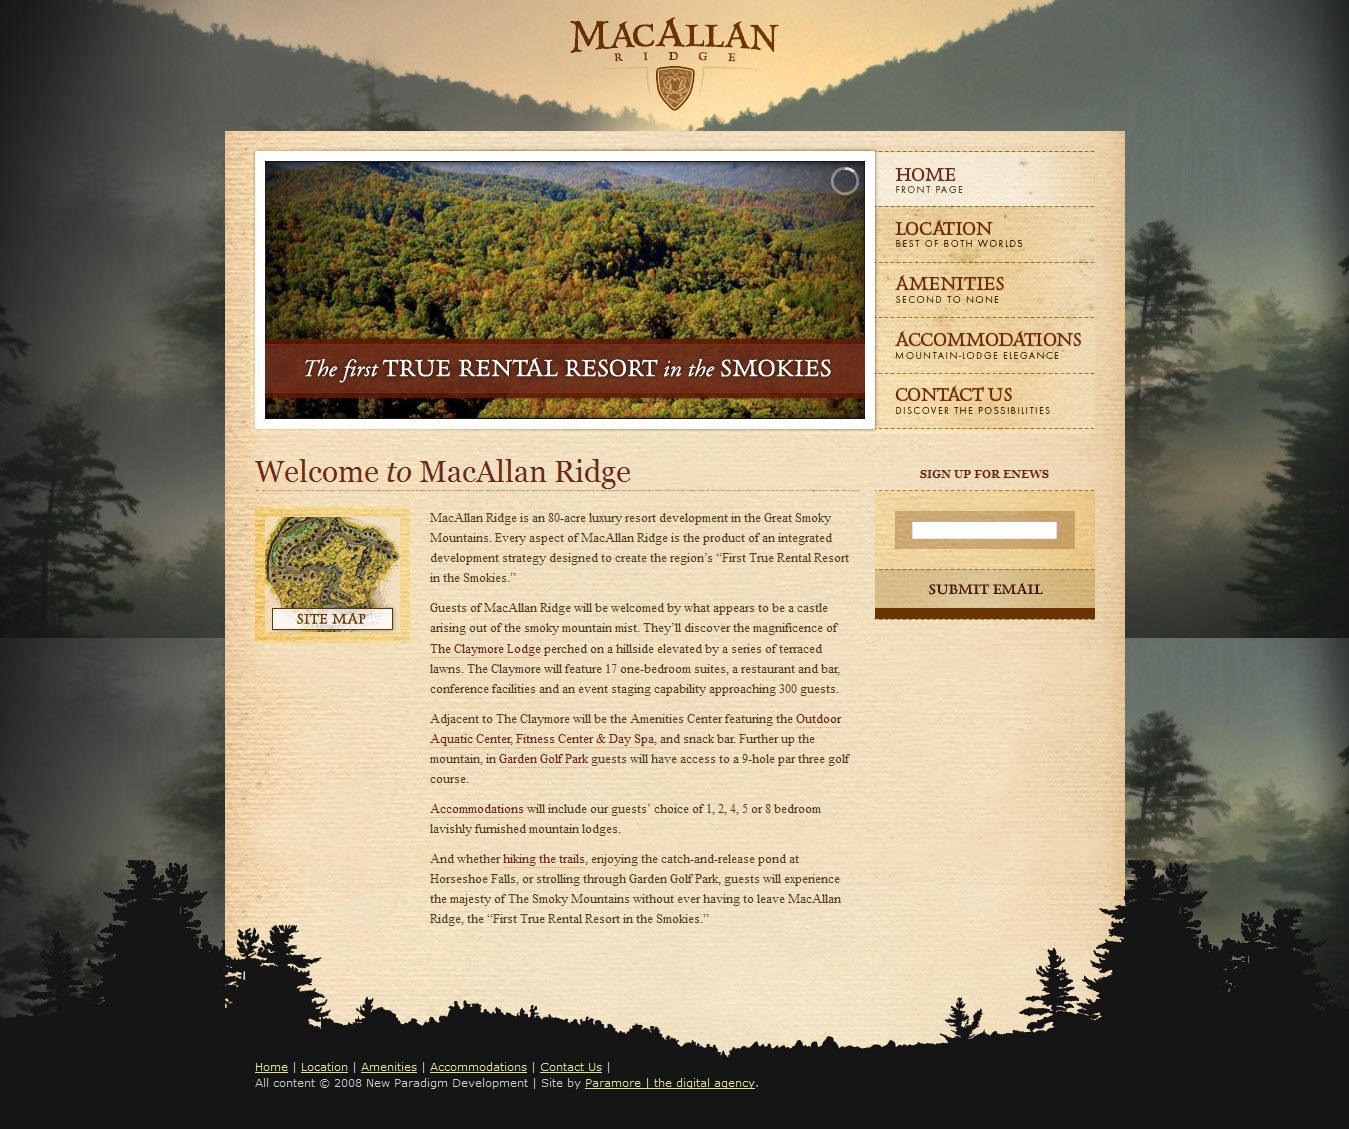 MACALLAN
RIDGE
HOME
FRONT PAGE
LOCATION
BEST OF BOTH WORLDS
AMENITIES
SECOND TO NONE
ACCOMMODATIONS
MOUNTAIN-LODGE ELEGANCE
CONTACT US
DISCOVER THE POSSIBILITIES
The first TRUE RENTAL RESORT in the SMOKIES
Welcome to MacAllan Ridge
SITE MAP
MacAllan Ridge is an 80-acre luxury resort development in the Great Smoky
Mountains. Every aspect of MacAllan Ridge is the product of an integrated
development strategy designed to create the region’s “First True Rental Resort
in the Smokies.”
Guests of MacAllan Ridge will be welcomed by what appears to be a castle
arising out of the smoky mountain mist. They’ll discover the magnificence of
The Claymore Lodge perched on a hillside elevated by a series of terraced
lawns. The Claymore will feature 17 one-bedroom suites, a restaurant and bar,
conference facilities and an event staging capability approaching 300 guests.
Adjacent to The Claymore will be the Amenities Center featuring the Outdoor
Aquatic Center, Fitness Center & Day Spa, and snack bar. Further up the
mountain, in Garden Golf Park guests will have access to a 9-hole par three golf
course.
Accommodations will include our guests’ choice of 1, 2, 4, 5 or 8 bedroom
lavishly furnished mountain lodges.
And whether hiking the trails, enjoying the catch-and-release pond at
Horseshoe Falls, or strolling through Garden Golf Park, guests will experience
the majesty of The Smoky Mountains without ever having to leave MacAllan
Ridge, the “First True Rental Resort in the Smokies.”
SIGN UP FOR ENEWS
SUBMIT EMAIL
Home | Location | Amenities | Accommodations | Contact Us |
All content © 2008 New Paradigm Development | Site by Paramore | the digital agency.